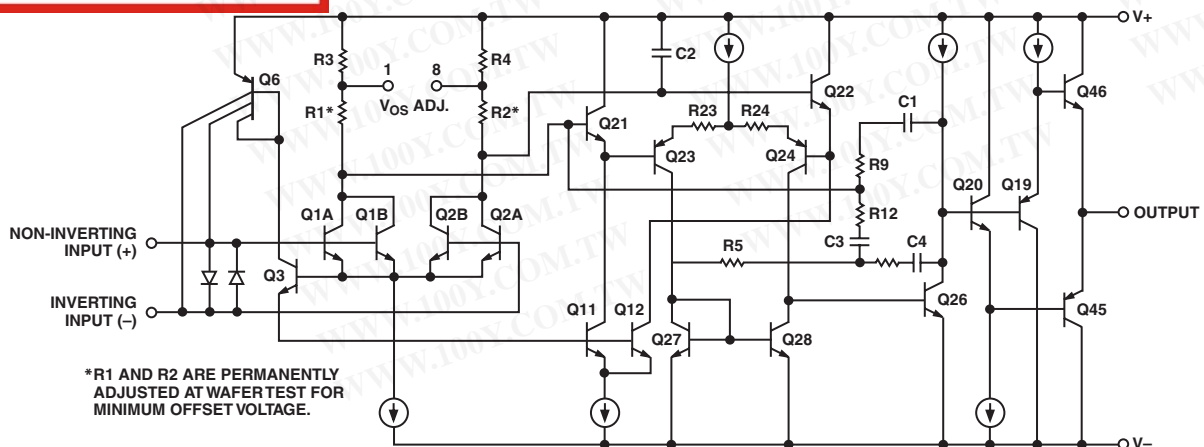 V+
R3
R4
C2
Q6
1
8
Q22
R1*
VOS ADJ.
R2*
R23
R24
C1
Q46
Q21
Q23
Q24
R9
Q20
Q19
Q1A
Q1B
Q2B
Q2A
R12
OUTPUT
NON-INVERTING
INPUT (+)
C3
C4
R5
Q3
INVERTING
INPUT (–)
Q26
Q45
Q11
Q12
Q27
Q28
*R1 AND R2 ARE PERMANENTLY
ADJUSTED AT WAFER TEST FOR
MINIMUM OFFSET VOLTAGE.
V–
WWW.100Y.COM.TW